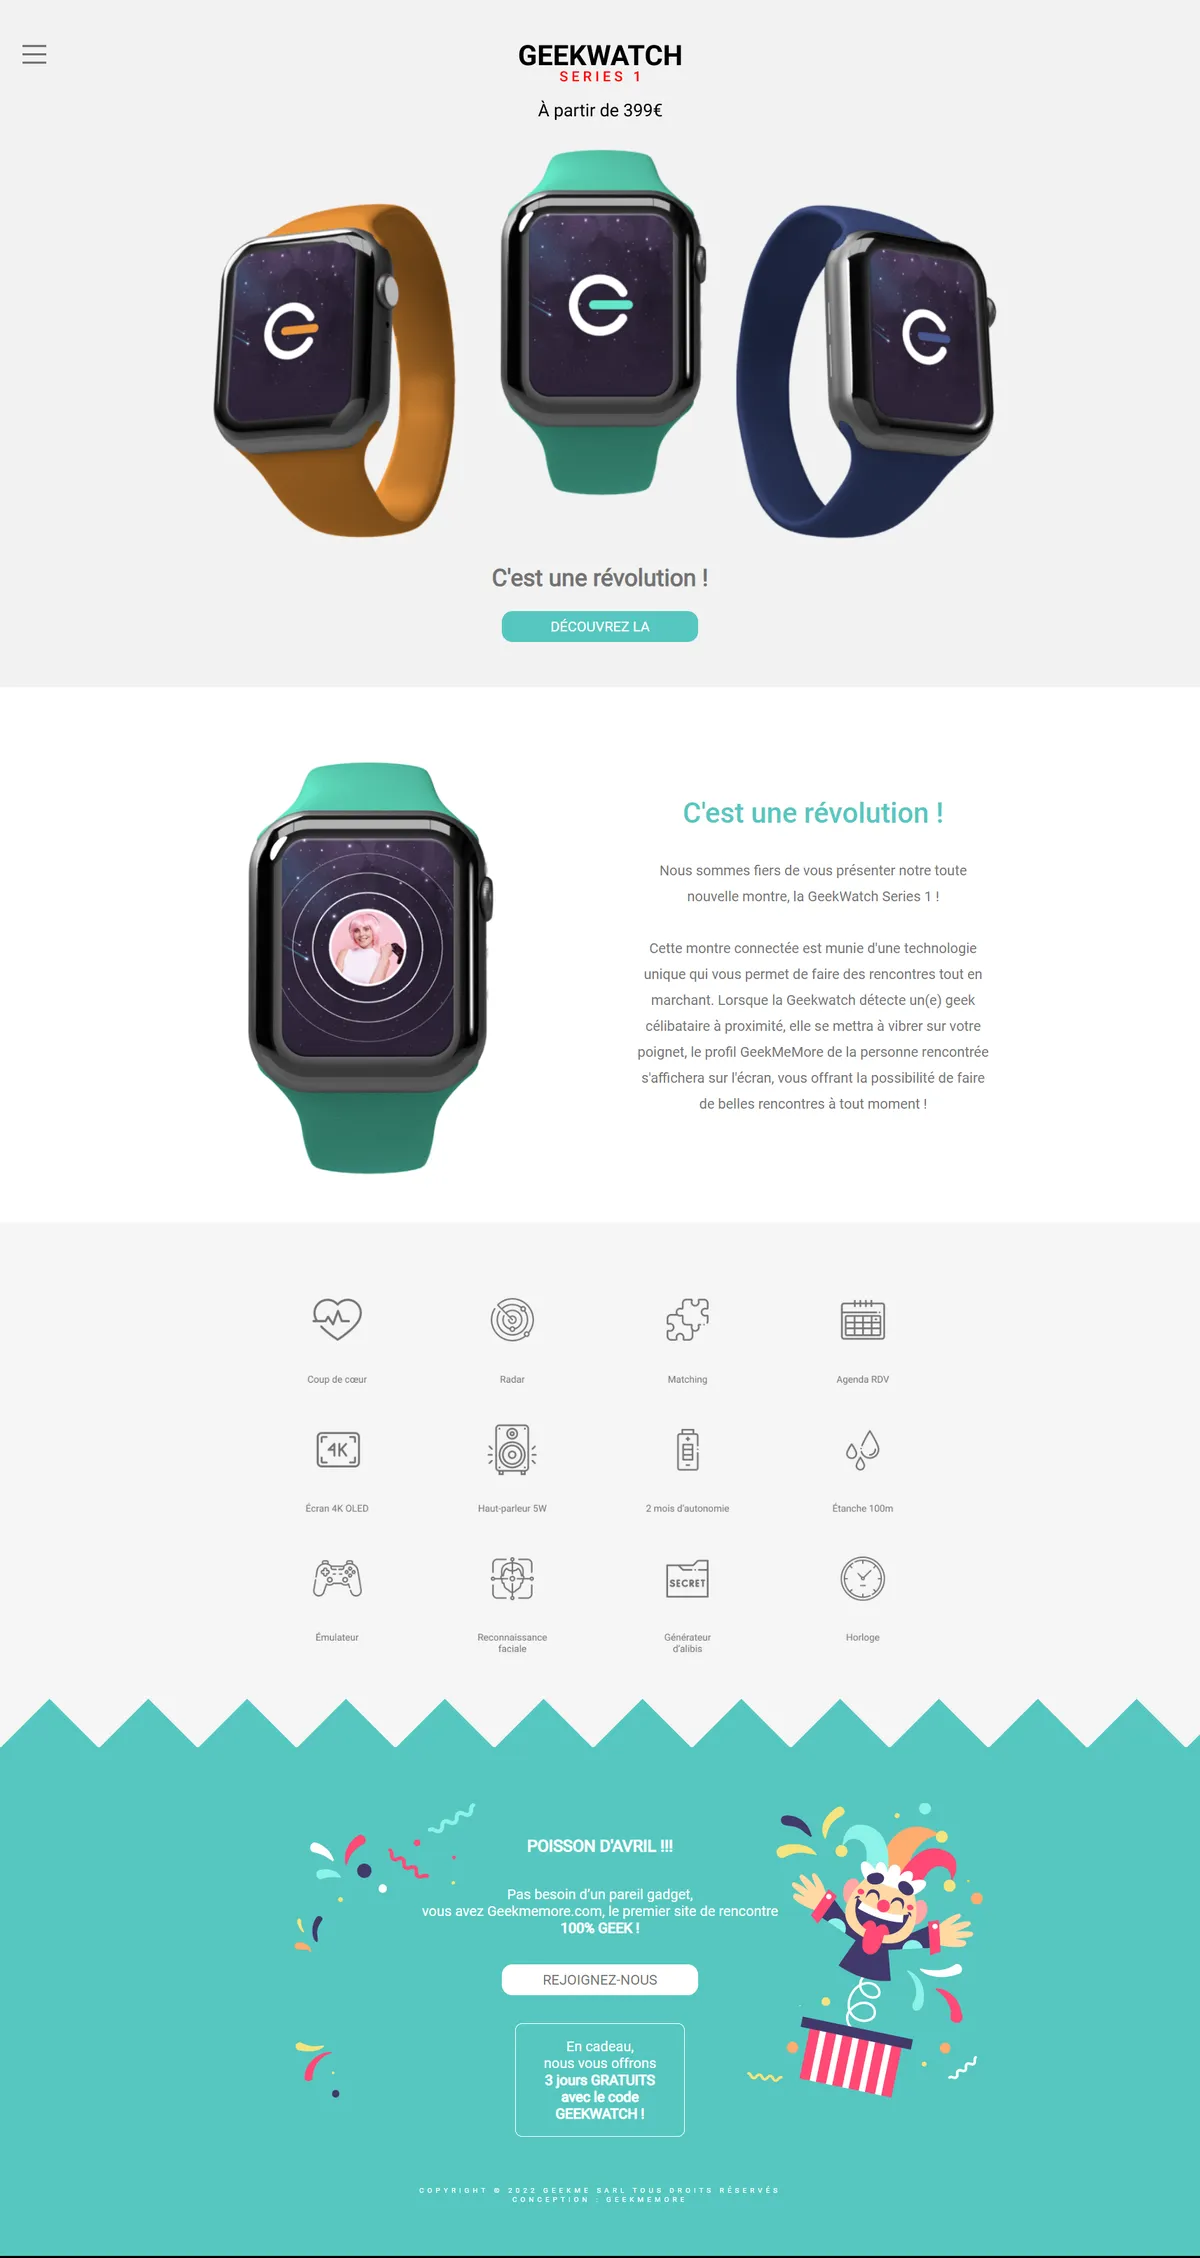 GEEKWATCH
SERIES 1
À partir de 399€
C'est une révolution !
DÉCOUVREZ LA
C'est une révolution !
Nous sommes fiers de vous présenter notre toute
nouvelle montre, la GeekWatch Series 1 !
Cette montre connectée est munie d'une technologie
unique qui vous permet de faire des rencontres tout en
marchant. Lorsque la Geekwatch détecte un(e) geek
célibataire à proximité, elle se mettra à vibrer sur votre
poignet, le profil GeekMeMore de la personne rencontrée
s'affichera sur l'écran, vous offrant la possibilité de faire
de belles rencontres à tout moment !
Coup de cœur
Radar
Matching
Agenda RDV
4K
Écran 4K OLED
Haut-parleur 5W
2 mois d'autonomie
Étanche 100m
SECRET
Émulateur
Reconnaissance
faciale
Générateur
d'alibis
Horloge
POISSON D'AVRIL !!!
Pas besoin d'un pareil gadget,
vous avez Geekmemore.com, le premier site de rencontre
100% GEEK !
REJOIGNEZ-NOUS
En cadeau,
nous vous offrons
3 jours GRATUITS
avec le code
GEEKWATCH !
COPYRIGHT © 2022 GEEKME SARL TOUS DROITS RÉSERVÉS
CONCEPTION : GEEKMEMORE